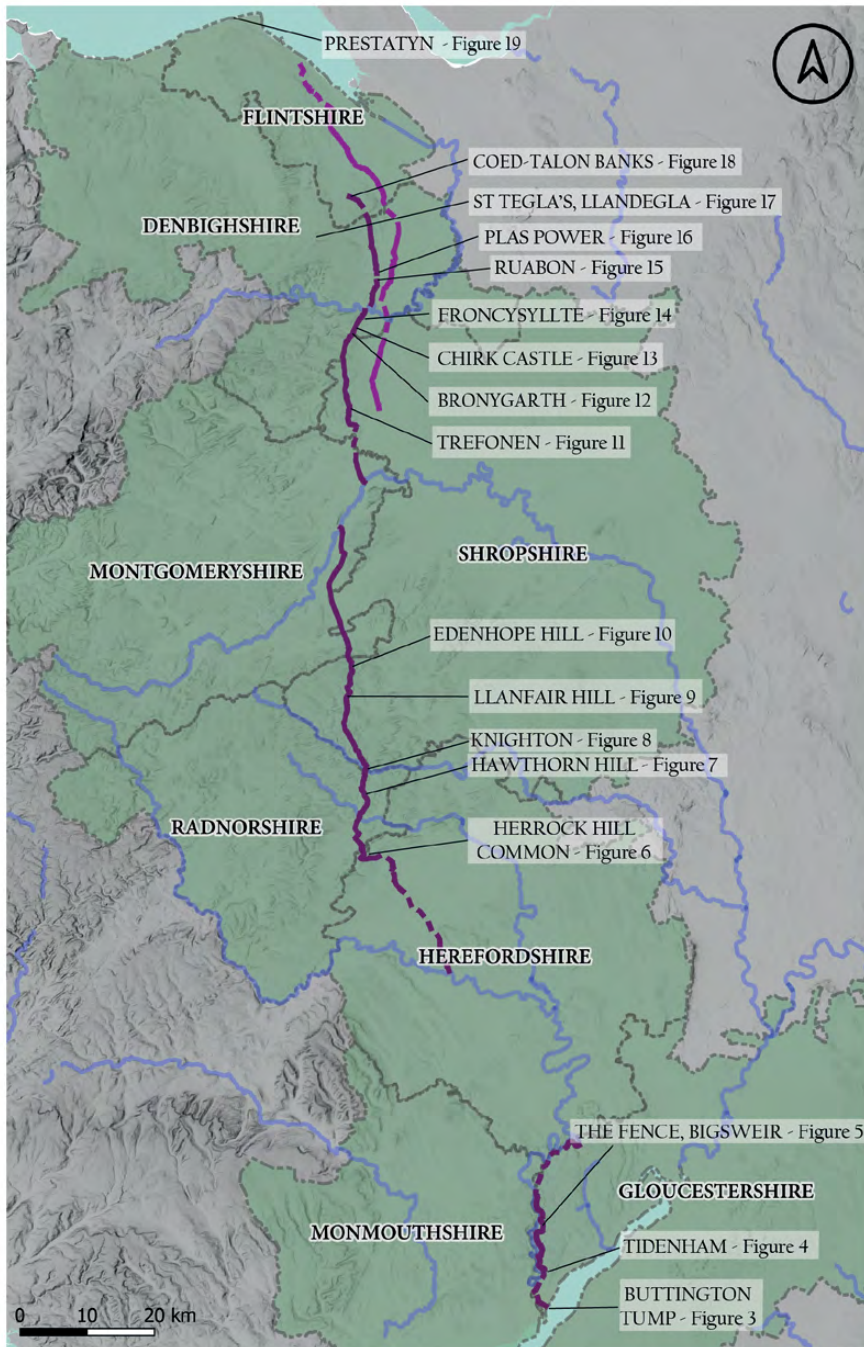 PRESTATYN - Figure 19
FLINTSHIRE
COED-TALON BANKS - Figure 18
ST TEGLA'S, LLANDEGLA - Figure 17
DENBIGHSHIRE
PLAS POWER - Figure 16
RUABON - Figure 15
FRONCYSYLLTE - Figure 14
CHIRK CASTLE - Figure 13
BRONYGARTH - Figure 12
TREFONEN - Figure 11
SHROPSHIRE
MONTGOMERYSHIRE
EDENHOPE HILL - Figure 10
LLANFAIR HILL - Figure 9
KNIGHTON - Figure 8
HAWTHORN HILL - Figure 7
RADNORSHIRE
HERROCK HILL
COMMON - Figure 6
HEREFORDSHIRE
THE FENCE, BIGSWEIR - Figure 5
GLOUCESTERSHIRE
MONMOUTHSHIRE
TIDENHAM - Figure 4
BUTTINGTON
TUMP - Figure 3
0 10 20 km